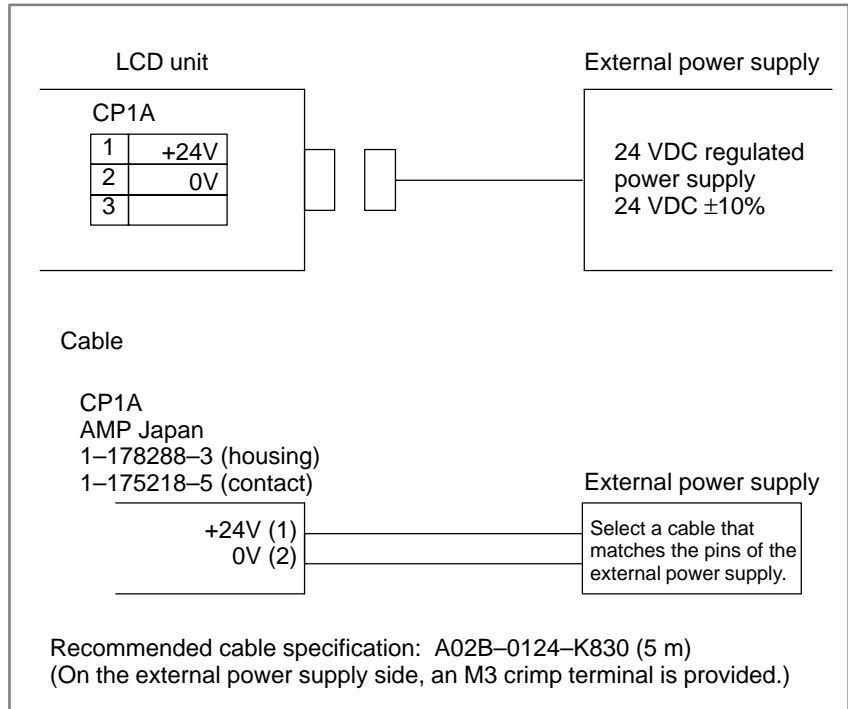 LCD unit
External power supply
CP1A
1 +24V
2 0V
3
24 VDC regulated
power supply
24 VDC ±10%
Cable
CP1A
AMP Japan
1–178288–3 (housing)
1–175218–5 (contact)
External power supply
+24V (1)
0V (2)
Select a cable that
matches the pins of the
external power supply.
Recommended cable specification: A02B–0124–K830 (5 m)
(On the external power supply side, an M3 crimp terminal is provided.)